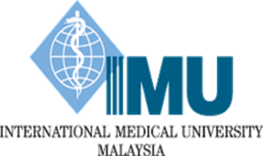 IMU
INTERNATIONAL MEDICAL UNIVERSITY
MALAYSIA